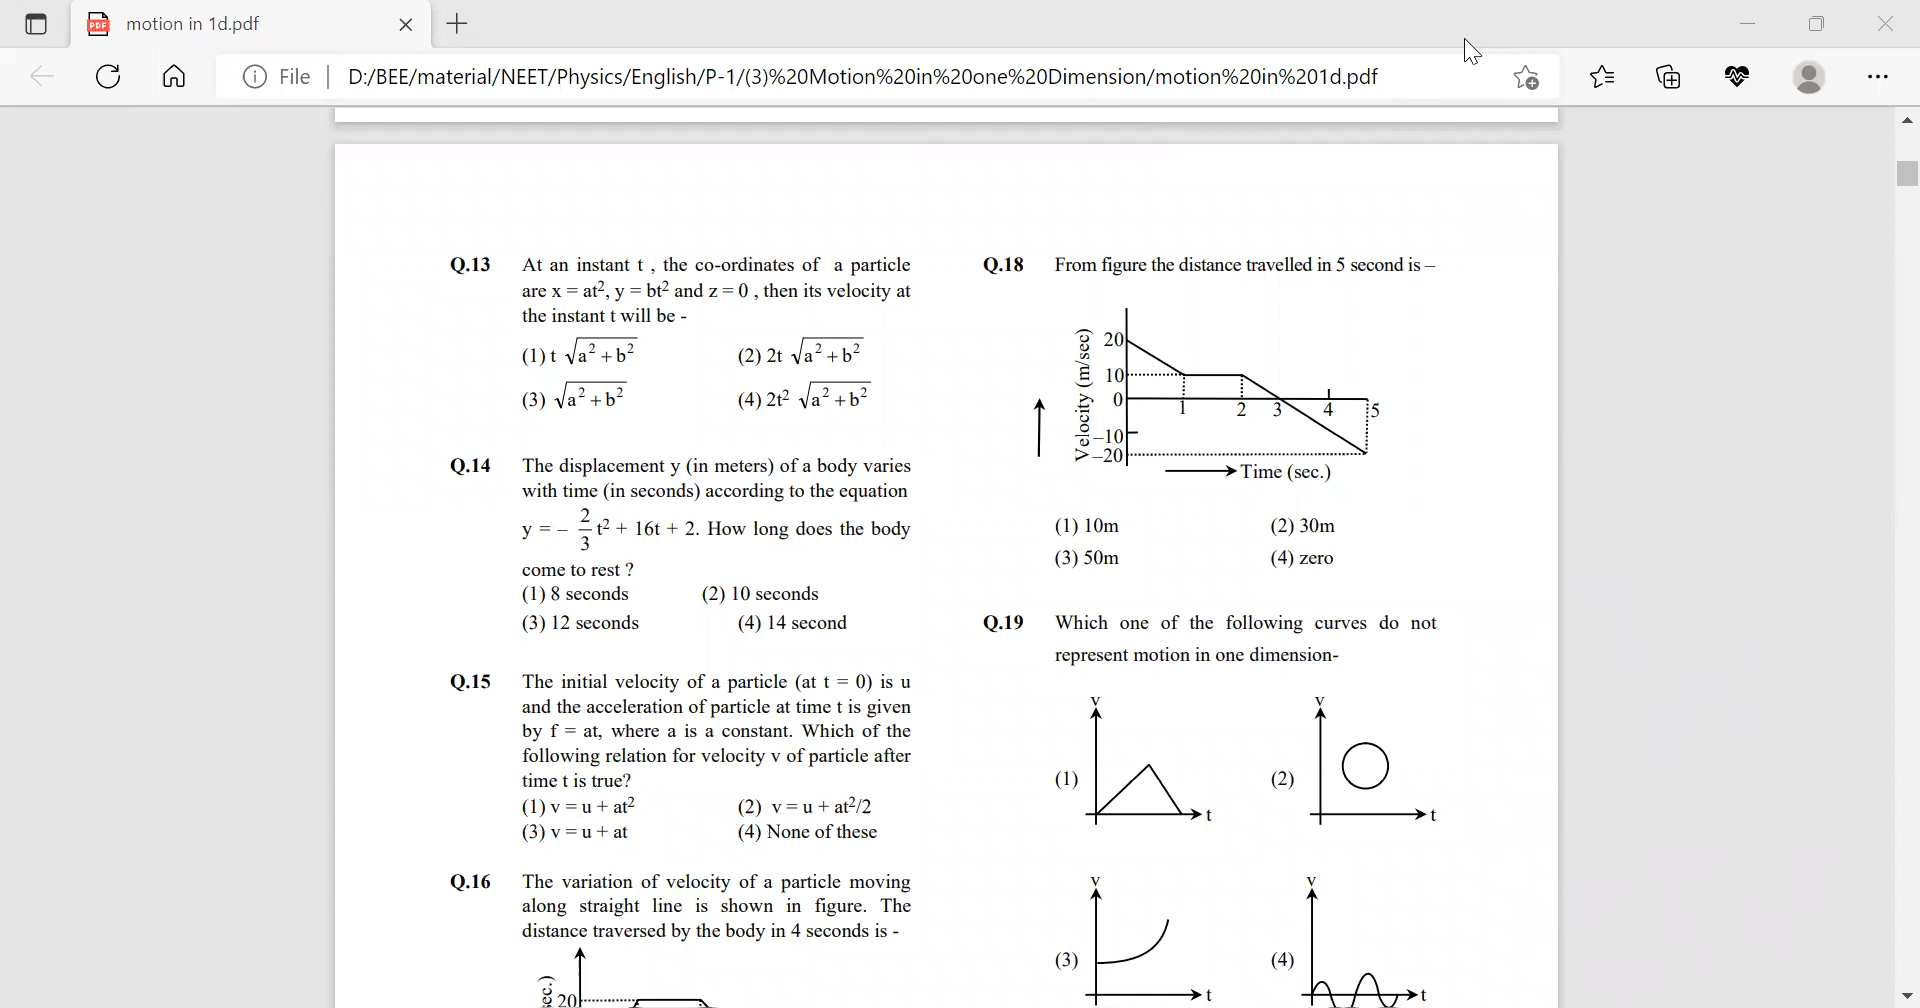 motion in 1d.pdf
File
D:/BEE/material/NEET/Physics/English/P-1/(3)%20Motion%20in%20one%20Dimension/motion%20in%201d.pdf
Q.13 At an instant t , the co-ordinates of a particle
are x = at², y = bt² and z = 0 , then its velocity at
the instant t will be -
(1) t √(a² + b²) (2) 2t √(a² + b²)
(3) √(a² + b²) (4) 2t² √(a² + b²)
Q.14 The displacement y (in meters) of a body varies
with time (in seconds) according to the equation
y = – 2/3 t² + 16t + 2. How long does the body
come to rest ?
(1) 8 seconds (2) 10 seconds
(3) 12 seconds (4) 14 second
Q.15 The initial velocity of a particle (at t = 0) is u
and the acceleration of particle at time t is given
by f = at, where a is a constant. Which of the
following relation for velocity v of particle after
time t is true?
(1) v = u + at² (2) v = u + at²/2
(3) v = u + at (4) None of these
Q.16 The variation of velocity of a particle moving
along straight line is shown in figure. The
distance traversed by the body in 4 seconds is -
20
Q.18 From figure the distance travelled in 5 second is –
Velocity (m/sec)
20
10
0
–10
–20
1 2 3 4 5
Time (sec.)
(1) 10m (2) 30m
(3) 50m (4) zero
Q.19 Which one of the following curves do not
represent motion in one dimension-
(1) v t (2) v t
(3) v t (4) v t